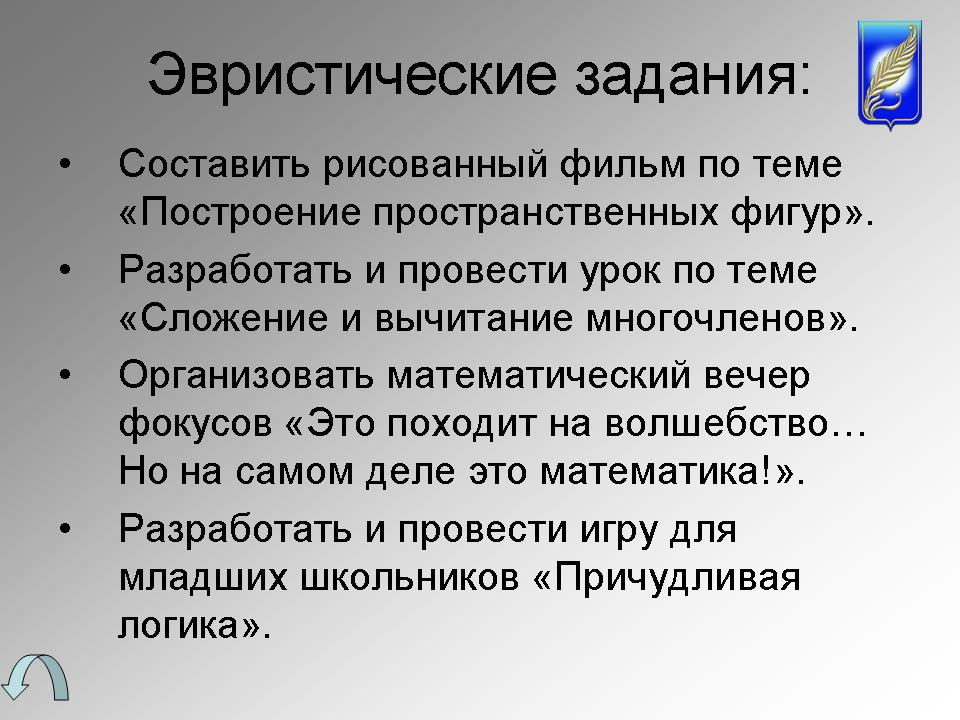 Эвристические задания:
• Составить рисованный фильм по теме
«Построение пространственных фигур».
• Разработать и провести урок по теме
«Сложение и вычитание многочленов».
• Организовать математический вечер
фокусов «Это походит на волшебство…
Но на самом деле это математика!».
• Разработать и провести игру для
младших школьников «Причудливая
логика».